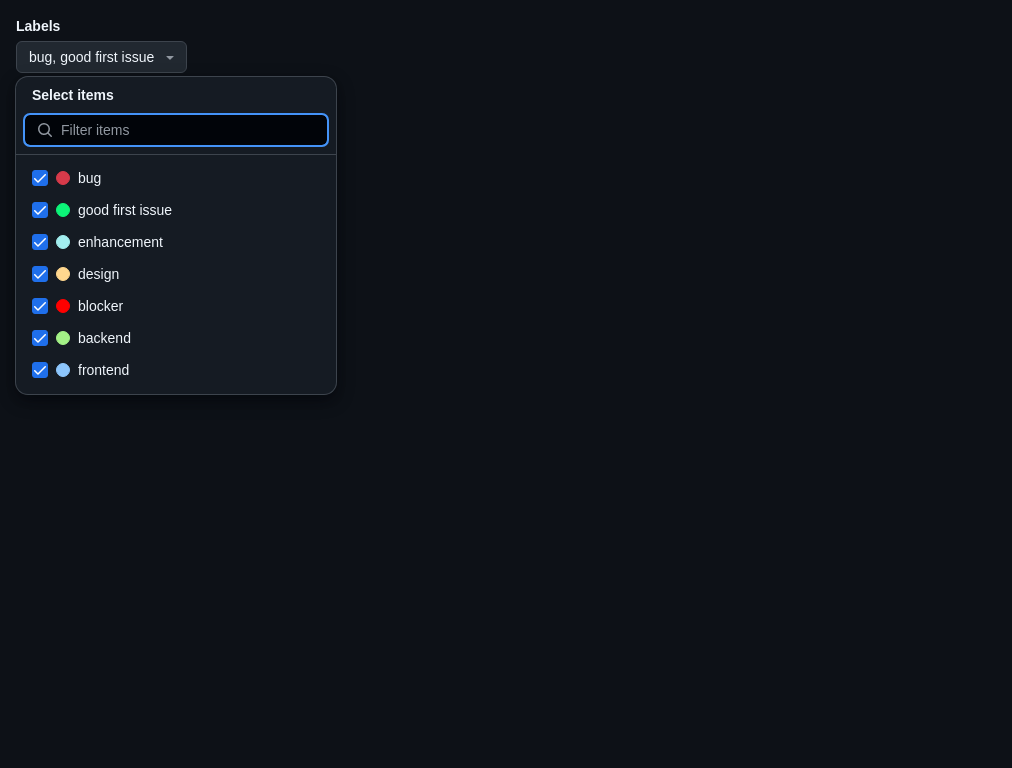 Labels
bug, good first issue
Select items
Filter items
bug
good first issue
enhancement
design
blocker
backend
frontend